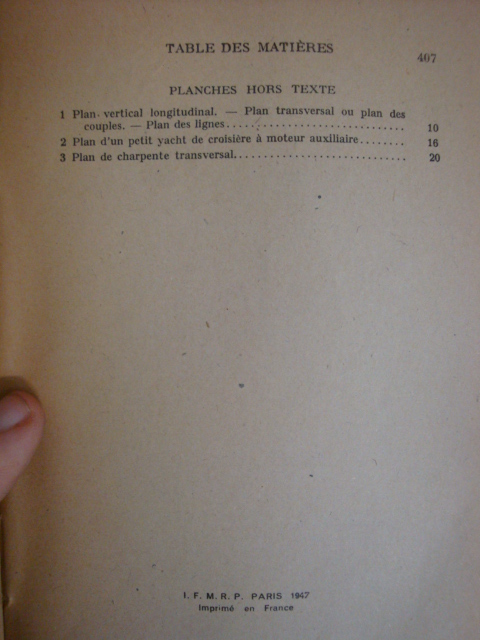 TABLE DES MATIÈRES
407
PLANCHES HORS TEXTE
1 Plan vertical longitudinal. — Plan transversal ou plan des
couples. — Plan des lignes............................ 10
2 Plan d'un petit yacht de croisière à moteur auxiliaire........ 16
3 Plan de charpente transversal............................ 20
I. F. M. R. P. PARIS 1947
Imprimé en France